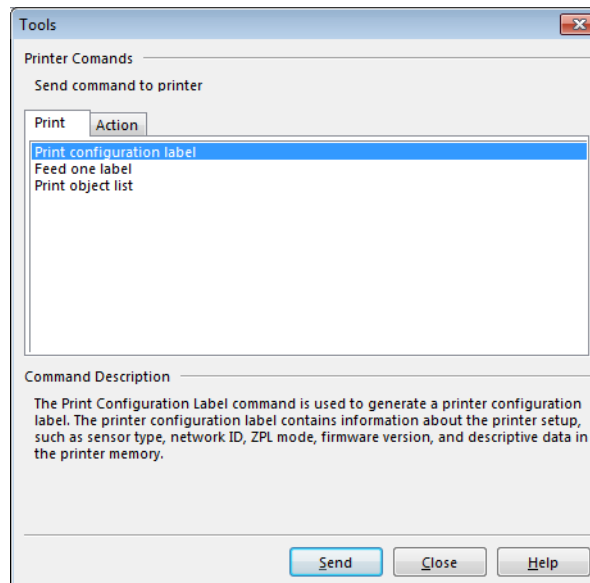 Tools
Printer Comands
Send command to printer
Print
Action
Print configuration label
Feed one label
Print object list
Command Description
The Print Configuration Label command is used to generate a printer configuration
label. The printer configuration label contains information about the printer setup,
such as sensor type, network ID, ZPL mode, firmware version, and descriptive data in
the printer memory.
Send
Close
Help